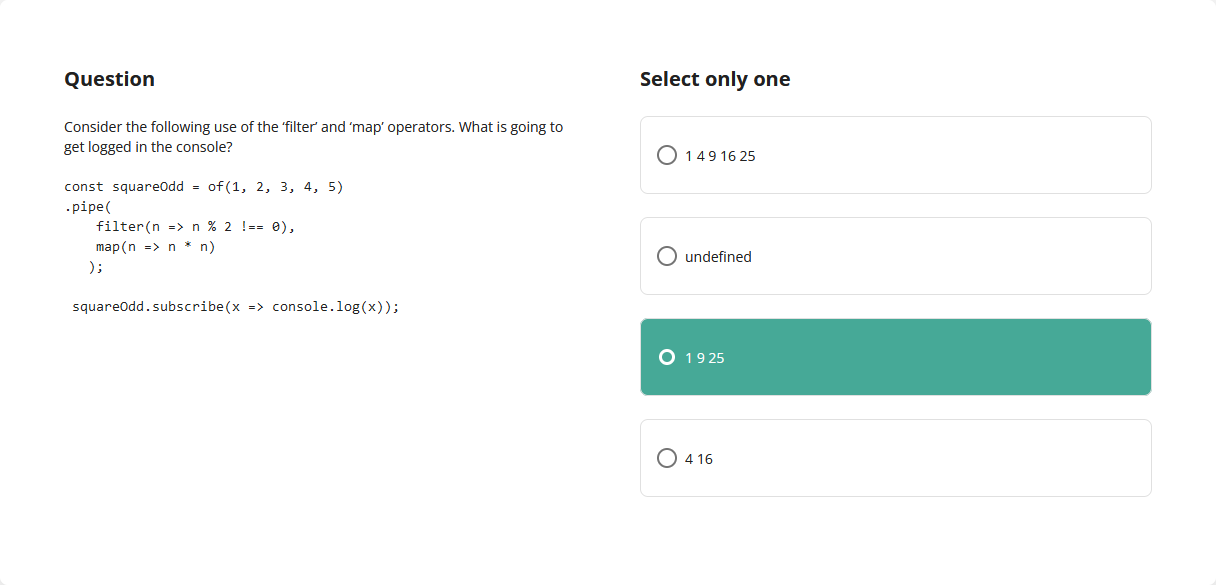 Question
Consider the following use of the ‘filter’ and ‘map’ operators. What is going to
get logged in the console?
const squareOdd = of(1, 2, 3, 4, 5)
.pipe(
    filter(n => n % 2 !== 0),
    map(n => n * n)
   );
 squareOdd.subscribe(x => console.log(x));
Select only one
1 4 9 16 25
undefined
1 9 25
4 16